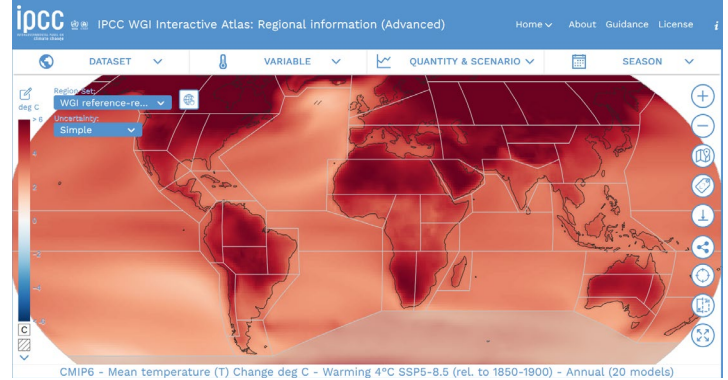 ipcc
IPCC WGI Interactive Atlas: Regional information (Advanced)
Home About Guidance License i
DATASET VARIABLE QUANTITY & SCENARIO SEASON
Region Set:
WGI reference-re...
Uncertainty:
Simple
deg C
> 6
4
2
0
-2
-4
C
CMIP6 - Mean temperature (T) Change deg C - Warming 4°C SSP5-8.5 (rel. to 1850-1900) - Annual (20 models)